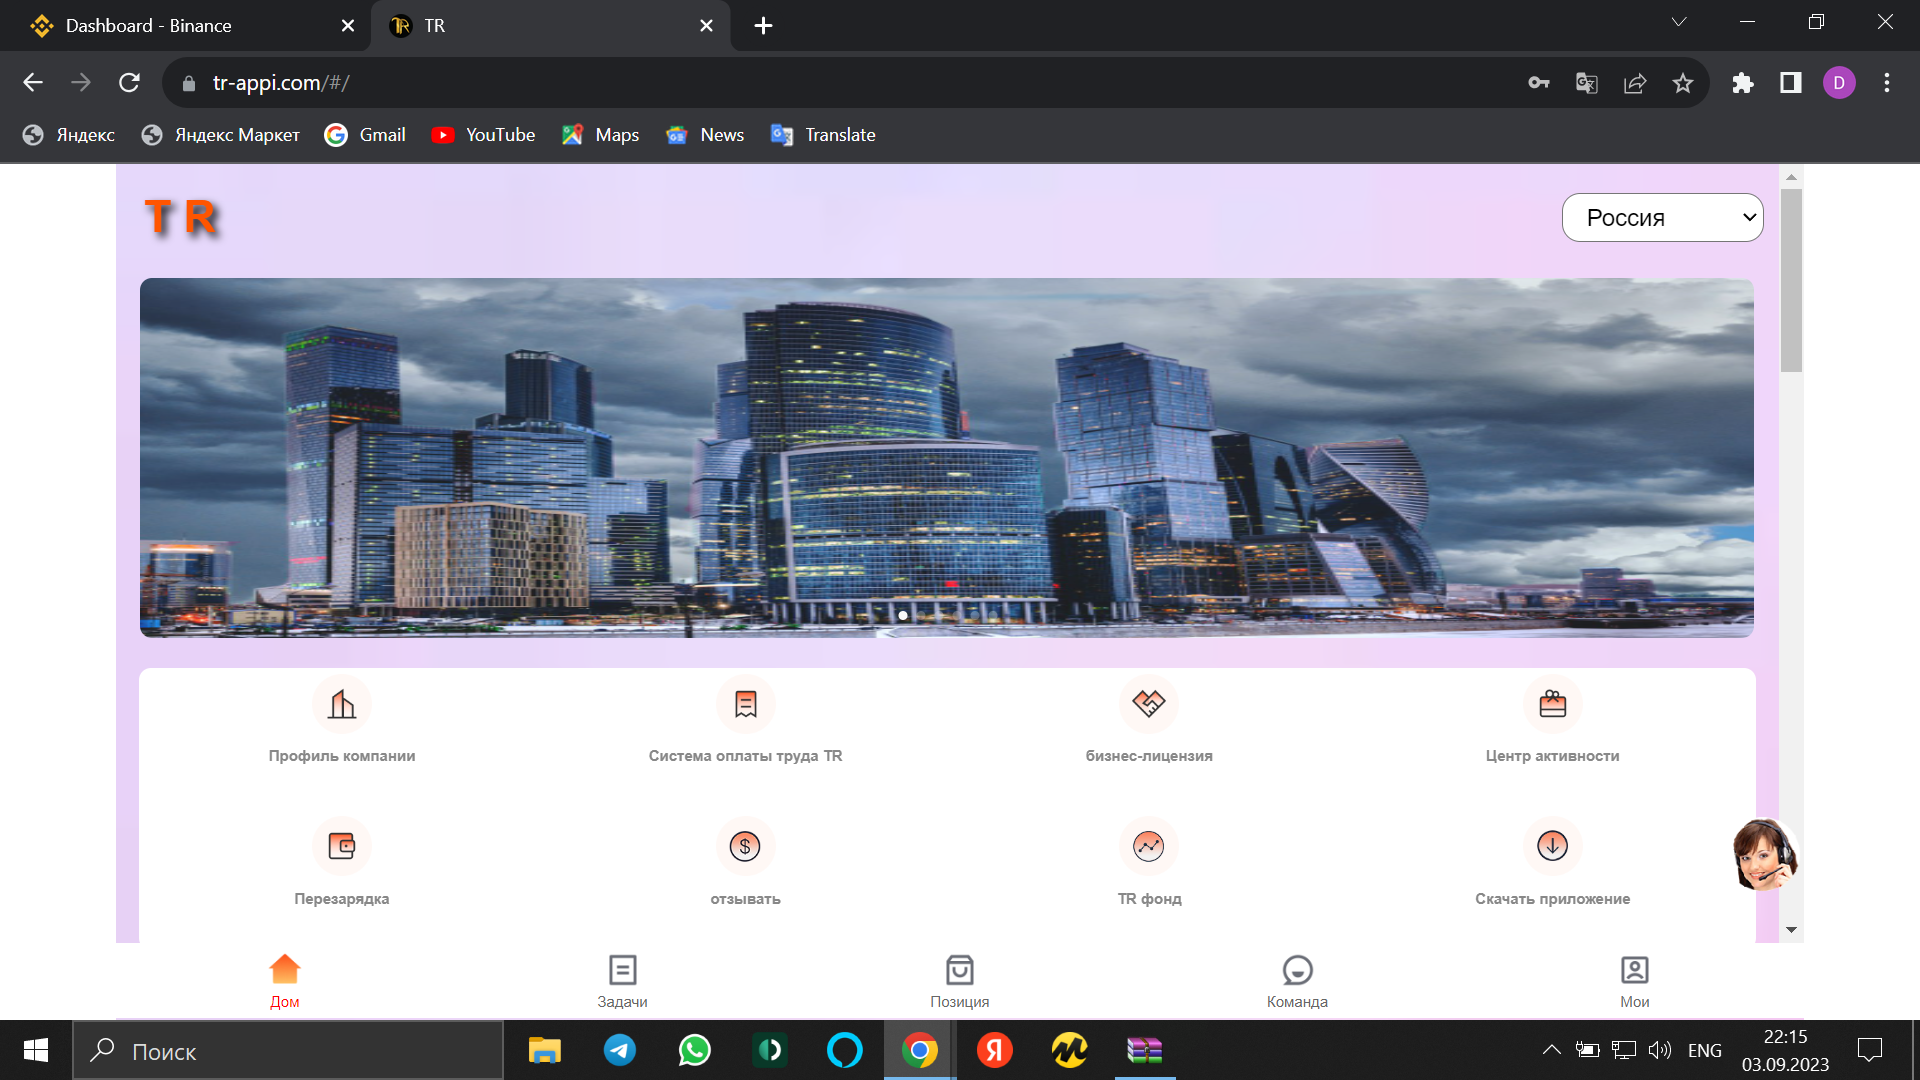 Dashboard - Binance
TR
tr-appi.com/#/
D
Яндекс
Яндекс Маркет
Gmail
YouTube
Maps
News
Translate
TR
Россия
Профиль компании
Система оплаты труда TR
бизнес-лицензия
Центр активности
Перезарядка
отзывать
TR фонд
Скачать приложение
Дом
Задачи
Позиция
Команда
Мои
Поиск
ENG
22:15
03.09.2023